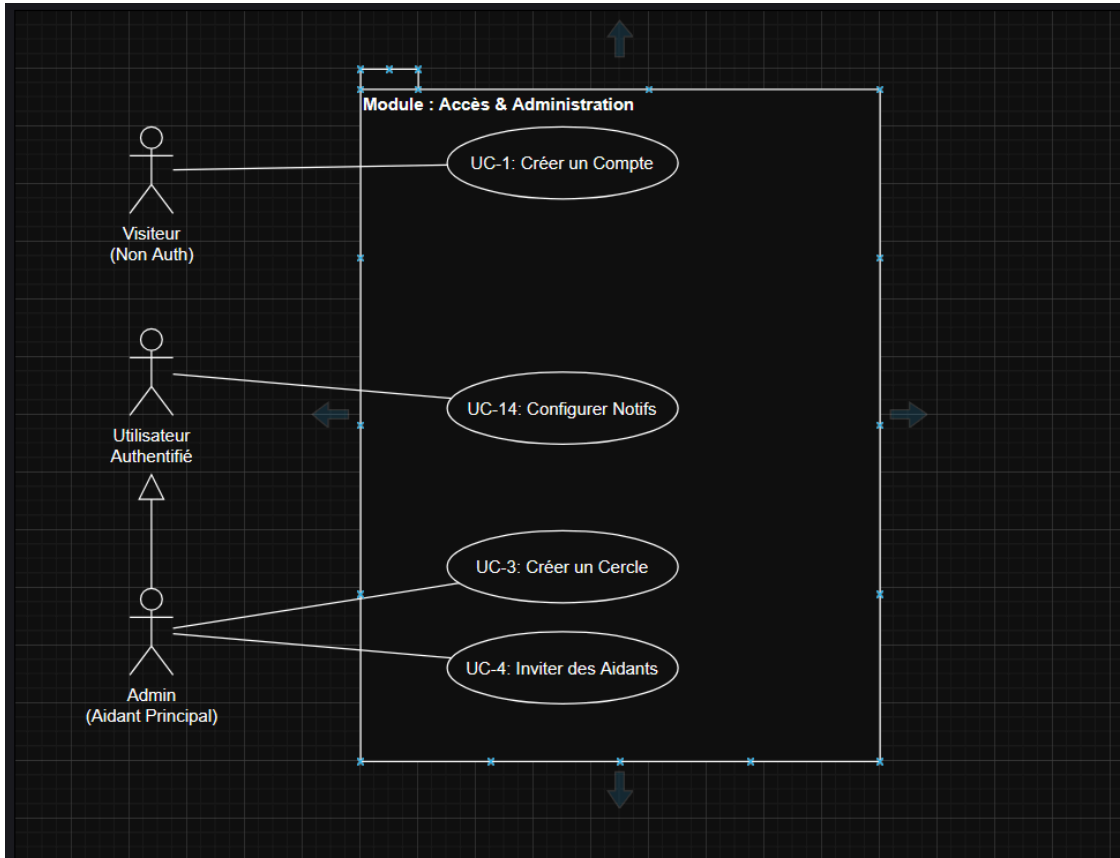 Module : Accès & Administration
UC-1: Créer un Compte
Visiteur
(Non Auth)
UC-14: Configurer Notifs
Utilisateur
Authentifié
UC-3: Créer un Cercle
UC-4: Inviter des Aidants
Admin
(Aidant Principal)